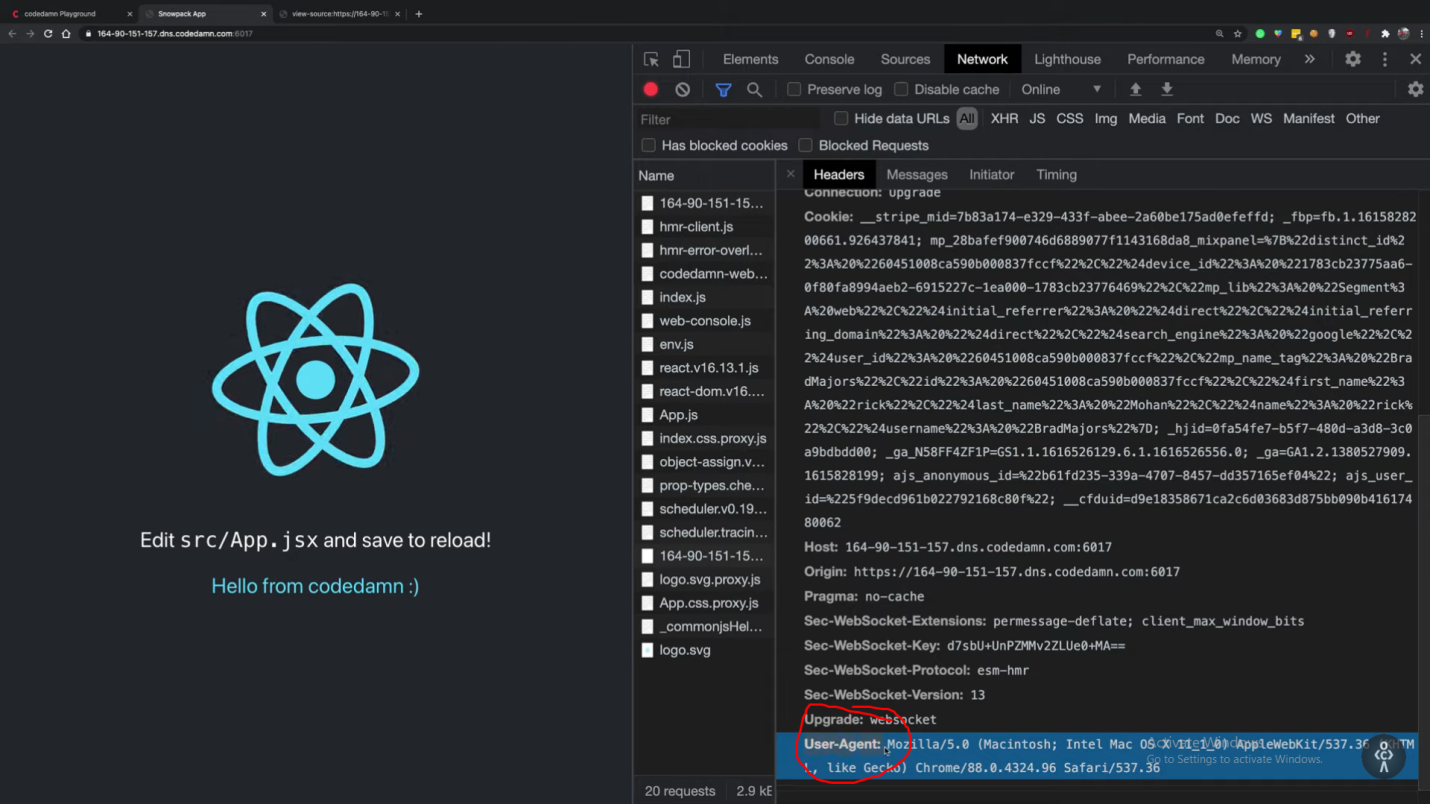 codedamn Playground
Snowpack App
view-source:https://164-90-15
164-90-151-157.dns.codedamn.com:6017
Elements Console Sources Network Lighthouse Performance Memory
Preserve log Disable cache Online
Filter
Hide data URLs All XHR JS CSS Img Media Font Doc WS Manifest Other
Has blocked cookies Blocked Requests
Name
Headers Messages Initiator Timing
164-90-151-15...
hmr-client.js
hmr-error-overl...
codedamn-web...
index.js
web-console.js
env.js
react.v16.13.1.js
react-dom.v16....
App.js
index.css.proxy.js
object-assign.v...
prop-types.che...
scheduler.v0.19...
scheduler.tracin...
164-90-151-15...
logo.svg.proxy.js
App.css.proxy.js
_commonjsHel...
logo.svg
20 requests 2.9 kE
Connection: Upgrade
Cookie: __stripe_mid=7b83a174-e329-433f-abee-2a60be175ad0efeffd; _fbp=fb.1.16158282
00661.926437841; mp_28bafef900746d6889077f1143168da8_mixpanel=%7B%22distinct_id%2
2%3A%20%2260451008ca590b000837fccf%22%2C%22%24device_id%22%3A%20%221783cb23775aa6-
0f80fa8994aeb2-6915227c-1ea000-1783cb23776469%22%2C%22mp_lib%22%3A%20%22Segment%3
A%20web%22%2C%22%24initial_referrer%22%3A%20%22%24direct%22%2C%22%24initial_referr
ing_domain%22%3A%20%22%24direct%22%2C%22%24search_engine%22%3A%20%22google%22%2C%2
2%24user_id%22%3A%20%2260451008ca590b000837fccf%22%2C%22mp_name_tag%22%3A%20%22Bra
dMajors%22%2C%22id%22%3A%20%2260451008ca590b000837fccf%22%2C%22%24first_name%22%3
A%20%22rick%22%2C%22%24last_name%22%3A%20%22Mohan%22%2C%22name%22%3A%20%22rick%2
2%2C%22%24username%22%3A%20%22BradMajors%22%7D; _hjid=0fa54fe7-b5f7-480d-a3d8-3c0
a9bdbdd00; _ga_N58FF4ZF1P=GS1.1.1616526129.6.1.1616526556.0; _ga=GA1.2.1380527909.
1615828199; ajs_anonymous_id=%22b61fd235-339a-4707-8457-dd357165ef04%22; ajs_user_
id=%225f9decd961b022792168c80f%22; __cfduid=d9e18358671ca2c6d03683d875bb090b416174
80062
Host: 164-90-151-157.dns.codedamn.com:6017
Origin: https://164-90-151-157.dns.codedamn.com:6017
Pragma: no-cache
Sec-WebSocket-Extensions: permessage-deflate; client_max_window_bits
Sec-WebSocket-Key: d7sbU+UnPZMMv2ZLUe0+MA==
Sec-WebSocket-Protocol: esm-hmr
Sec-WebSocket-Version: 13
Upgrade: websocket
User-Agent: Mozilla/5.0 (Macintosh; Intel Mac OS X 11_1_0) AppleWebKit/537.36 (KHTM
L, like Gecko) Chrome/88.0.4324.96 Safari/537.36
Activate Windows
Go to Settings to activate Windows.
Edit src/App.jsx and save to reload!
Hello from codedamn :)